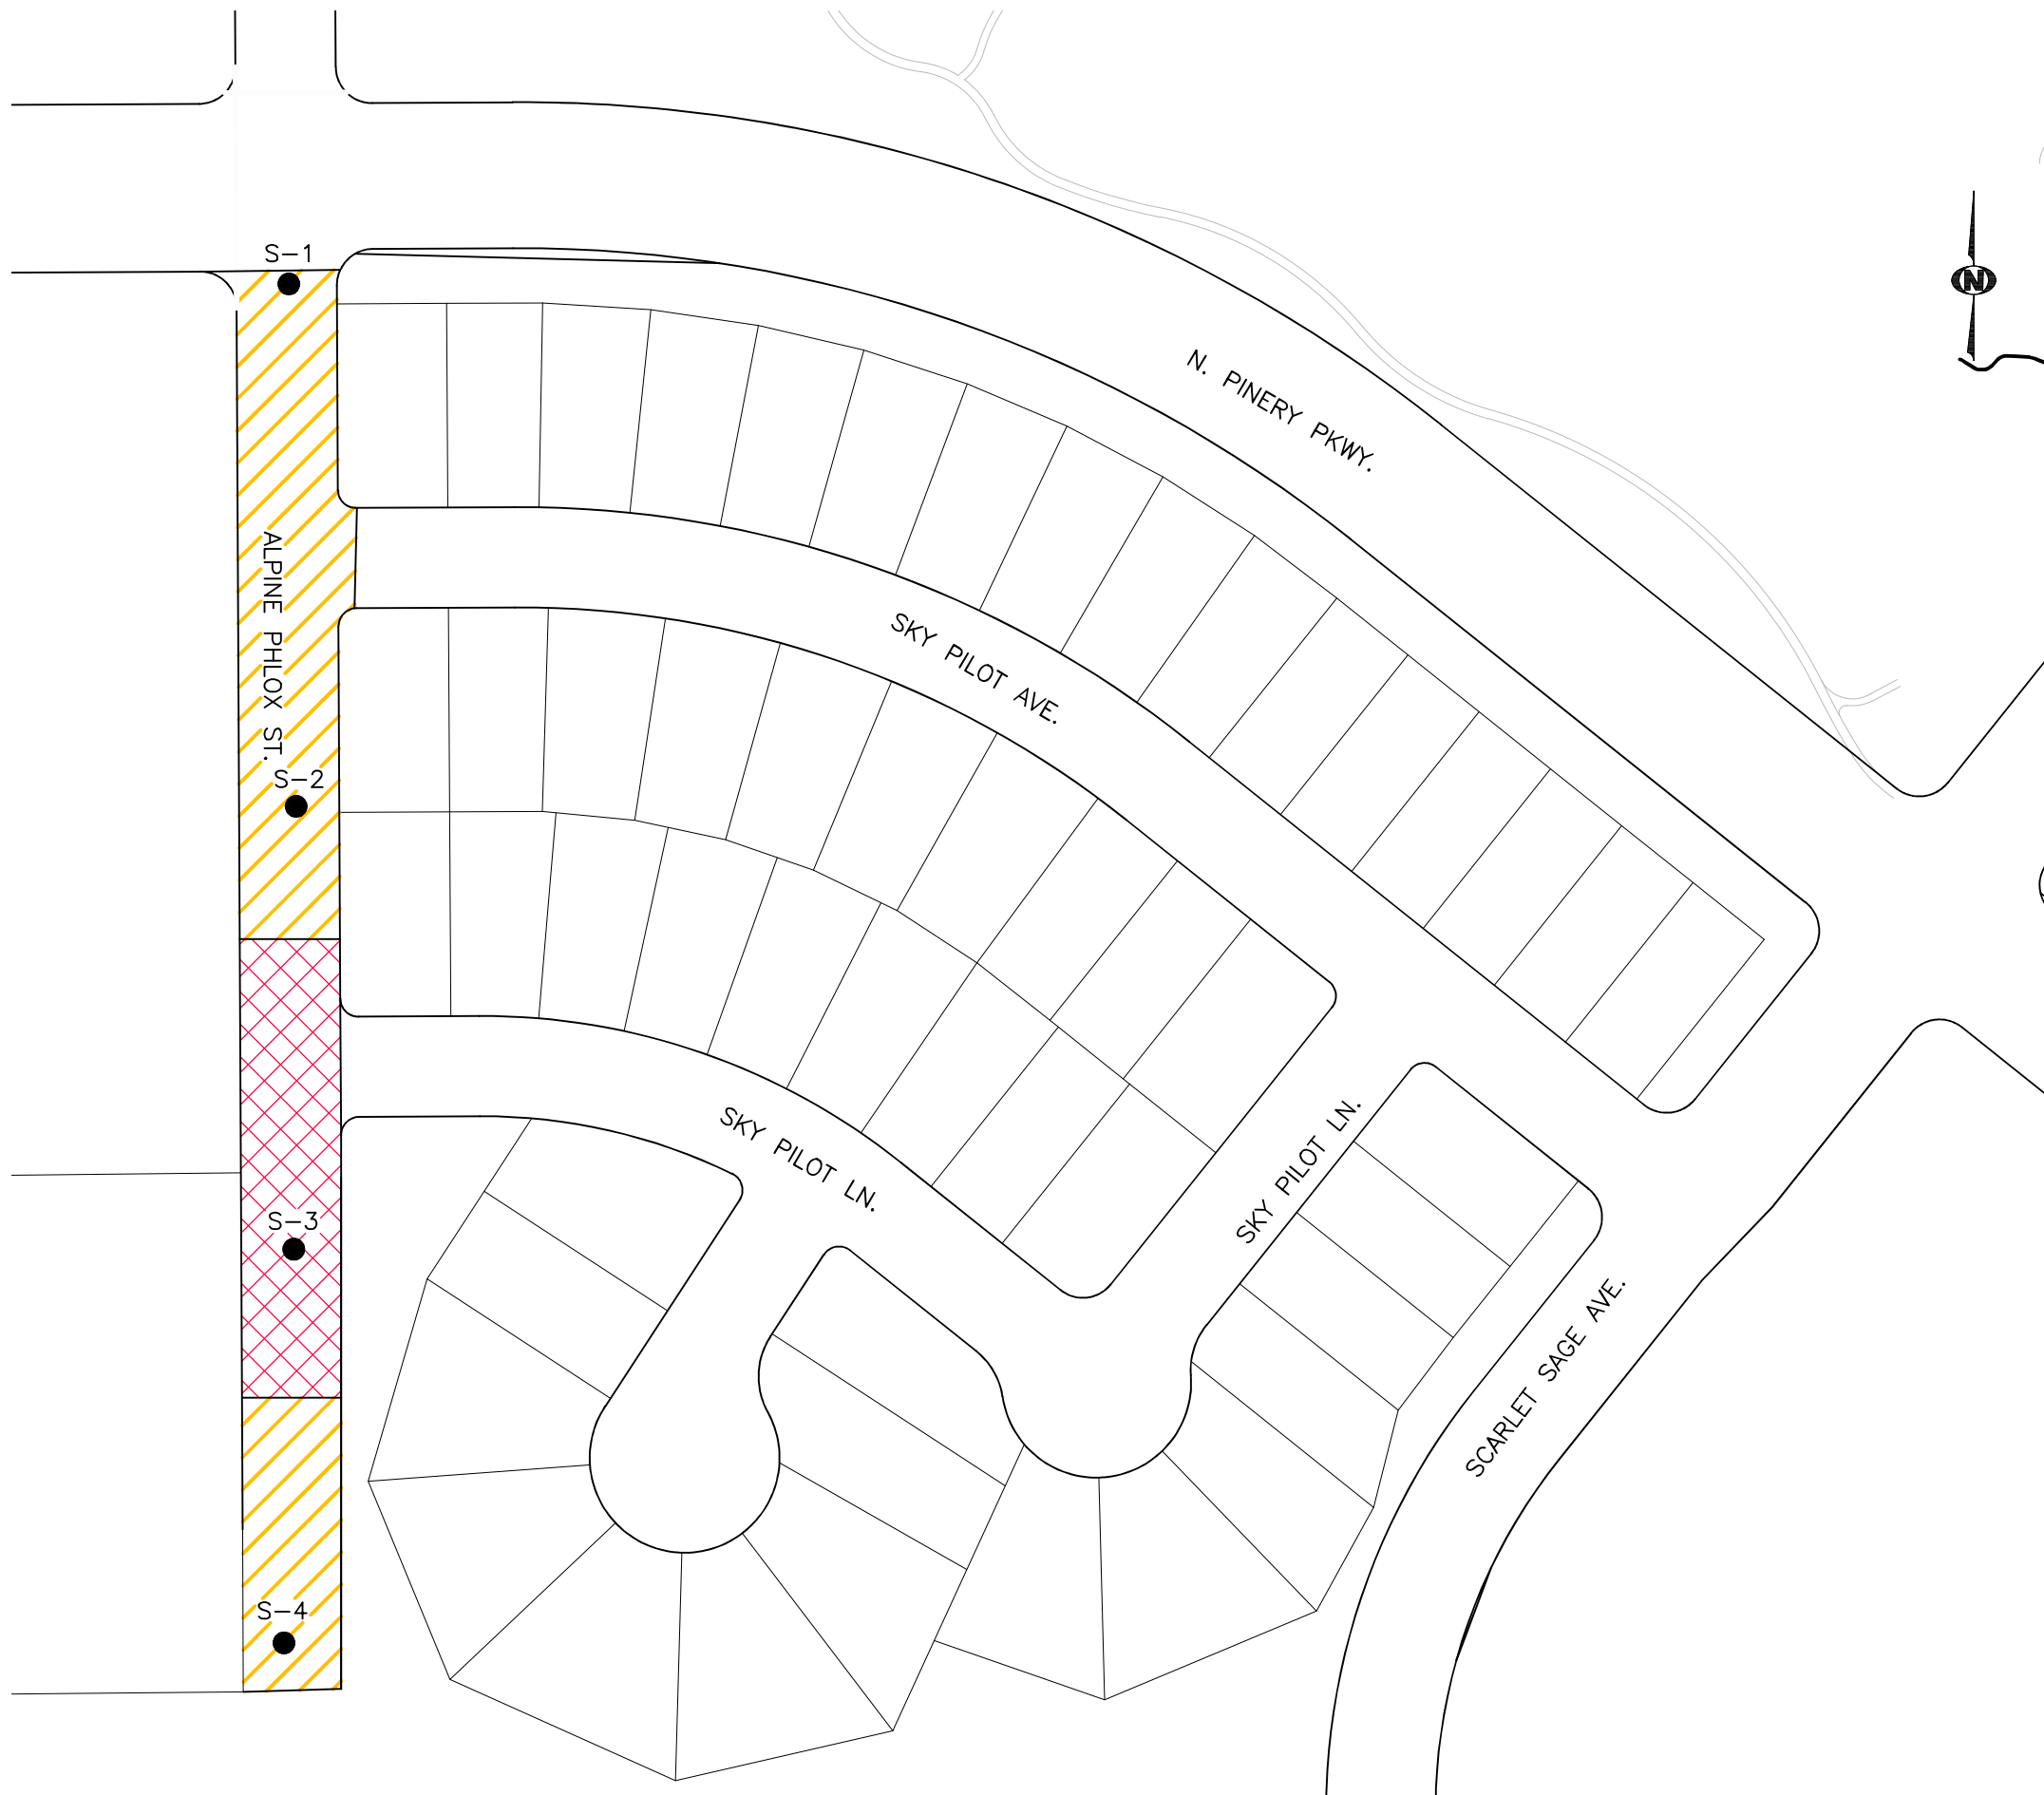 S-1
N
N. PINERY PKWY.
ALPINE PHLOX ST.
SKY PILOT AVE.
S-2
SKY PILOT LN.
SKY PILOT LN.
S-3
SCARLET SAGE AVE.
S-4